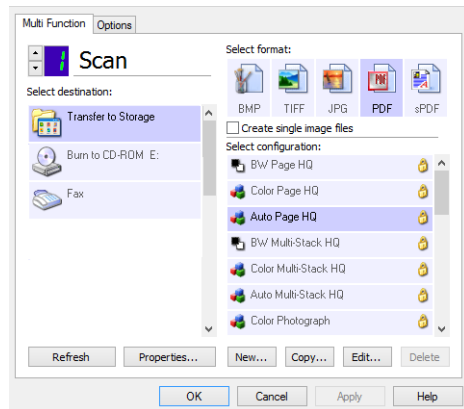 Multi Function
Options
1 Scan
Select destination:
Transfer to Storage
Burn to CD-ROM E:
Fax
Select format:
BMP TIFF JPG PDF sPDF
Create single image files
Select configuration:
BW Page HQ
Color Page HQ
Auto Page HQ
BW Multi-Stack HQ
Color Multi-Stack HQ
Auto Multi-Stack HQ
Color Photograph
Refresh Properties... New... Copy... Edit... Delete
OK Cancel Apply Help